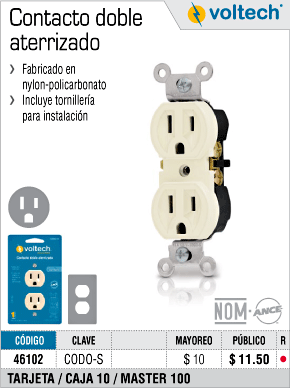 Contacto doble
aterrizado
voltech®
› Fabricado en
nylon-policarbonato
› Incluye tornillería
para instalación
voltech
Contacto doble aterrizado
NOM-ANCE
CÓDIGO CLAVE MAYOREO PÚBLICO R
46102 CODO-S $ 10 $ 11.50
TARJETA / CAJA 10 / MASTER 100